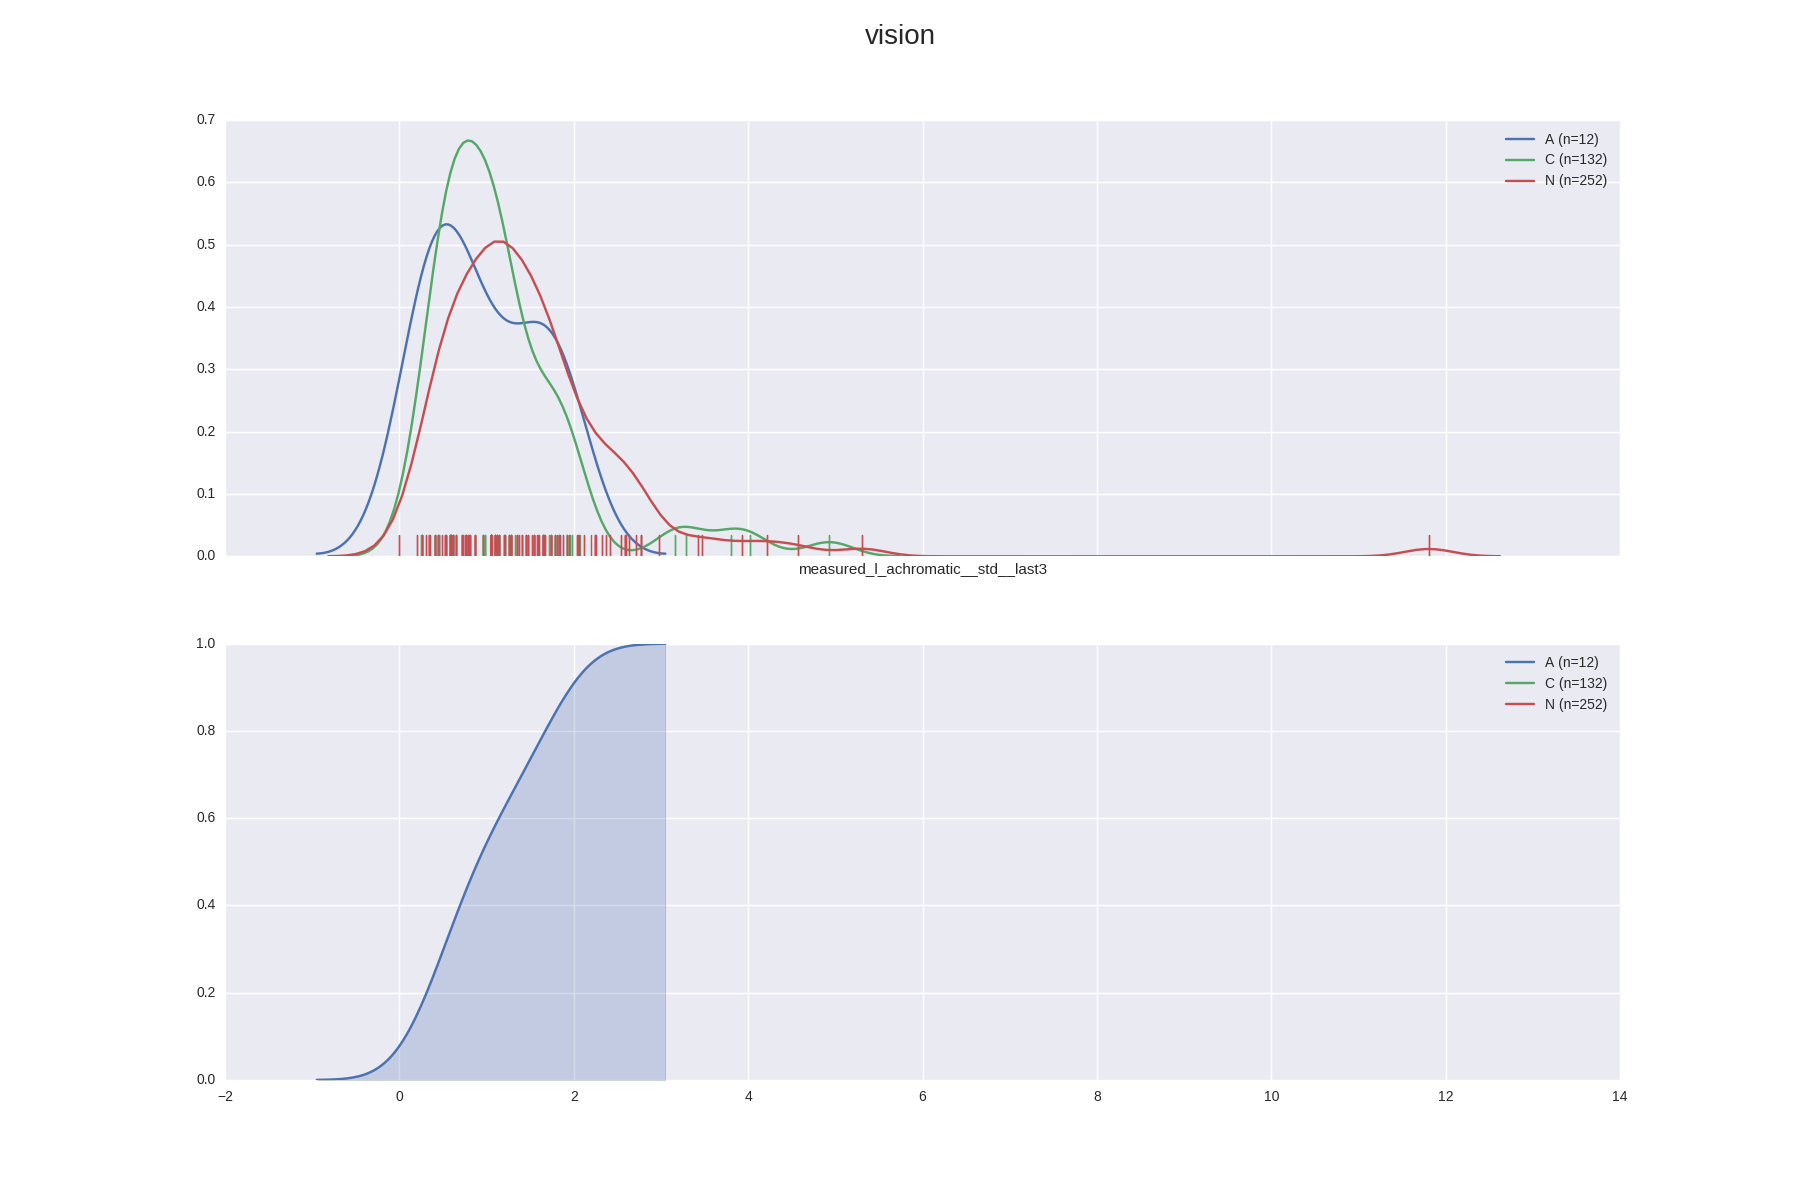 vision
0.7
0.6
0.5
0.4
0.3
0.2
0.1
0.0
A (n=12)
C (n=132)
N (n=252)
measured_l_achromatic__std__last3
1.0
0.8
0.6
0.4
0.2
0.0
A (n=12)
C (n=132)
N (n=252)
−2 0 2 4 6 8 10 12 14